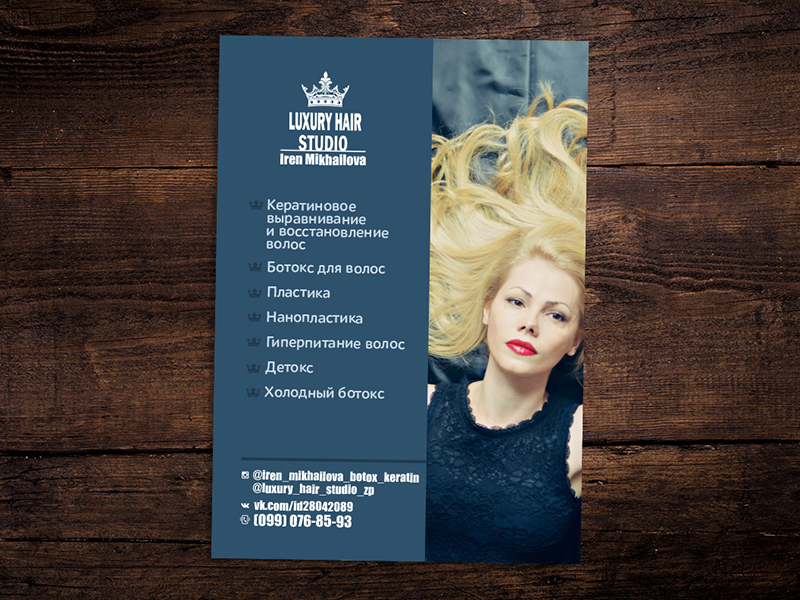 LUXURY HAIR
STUDIO
Iren Mikhailova
Кератиновое
выравнивание
и восстановление
волос
Ботокс для волос
Пластика
Нанопластика
Гиперпитание волос
Детокс
Холодный ботокс
@iren_mikhailova_botox_keratin
@luxury_hair_studio_zp
vk.com/id28042089
(099) 076-85-93